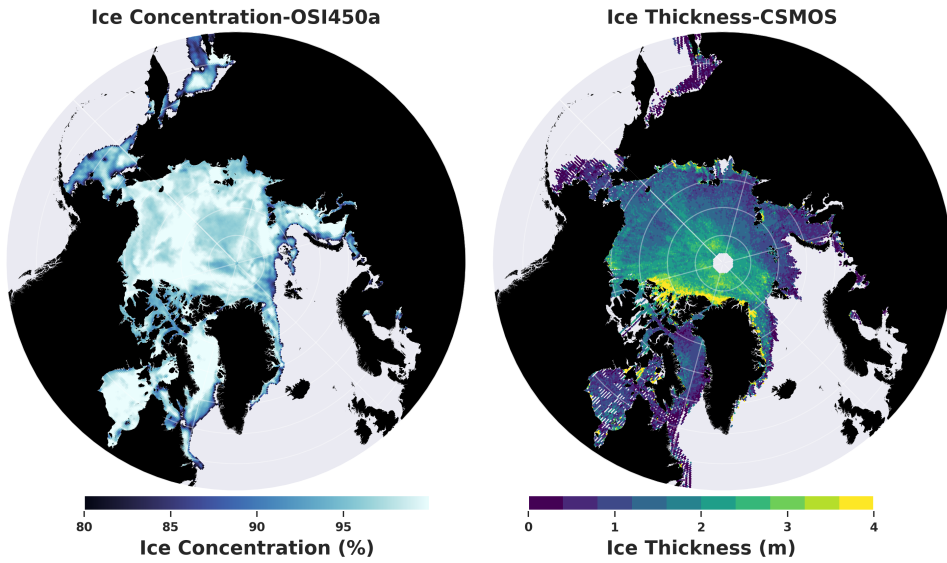 Ice Concentration-OSI450a
Ice Thickness-CSMOS
80 85 90 95
Ice Concentration (%)
0 1 2 3 4
Ice Thickness (m)